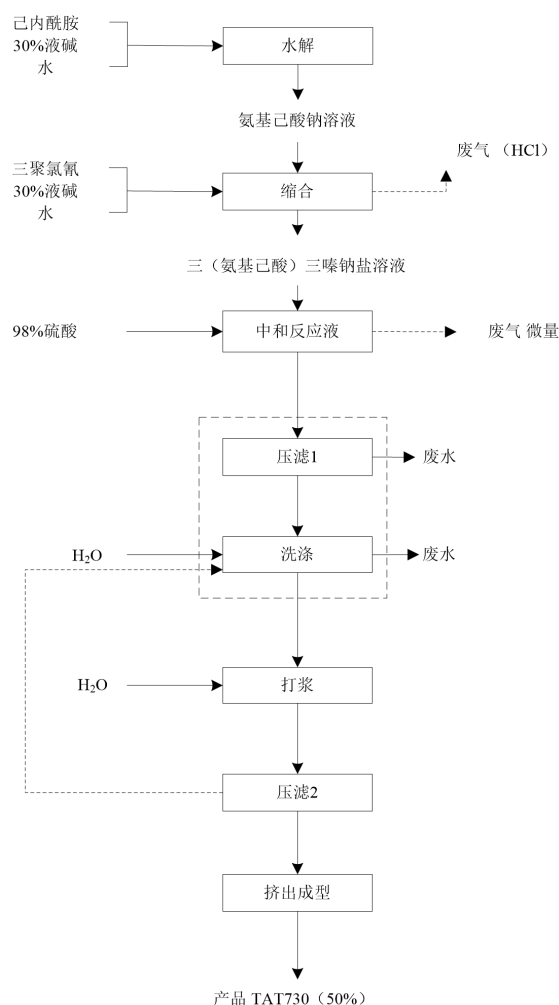 己内酰胺
30%液碱
水
水解
氨基己酸钠溶液
废气（HCl）
三聚氯氰
30%液碱
水
缩合
三（氨基己酸）三嗪钠盐溶液
98%硫酸
中和反应液
废气 微量
压滤1
废水
H₂O
洗涤
废水
H₂O
打浆
压滤2
挤出成型
产品 TAT730（50%）